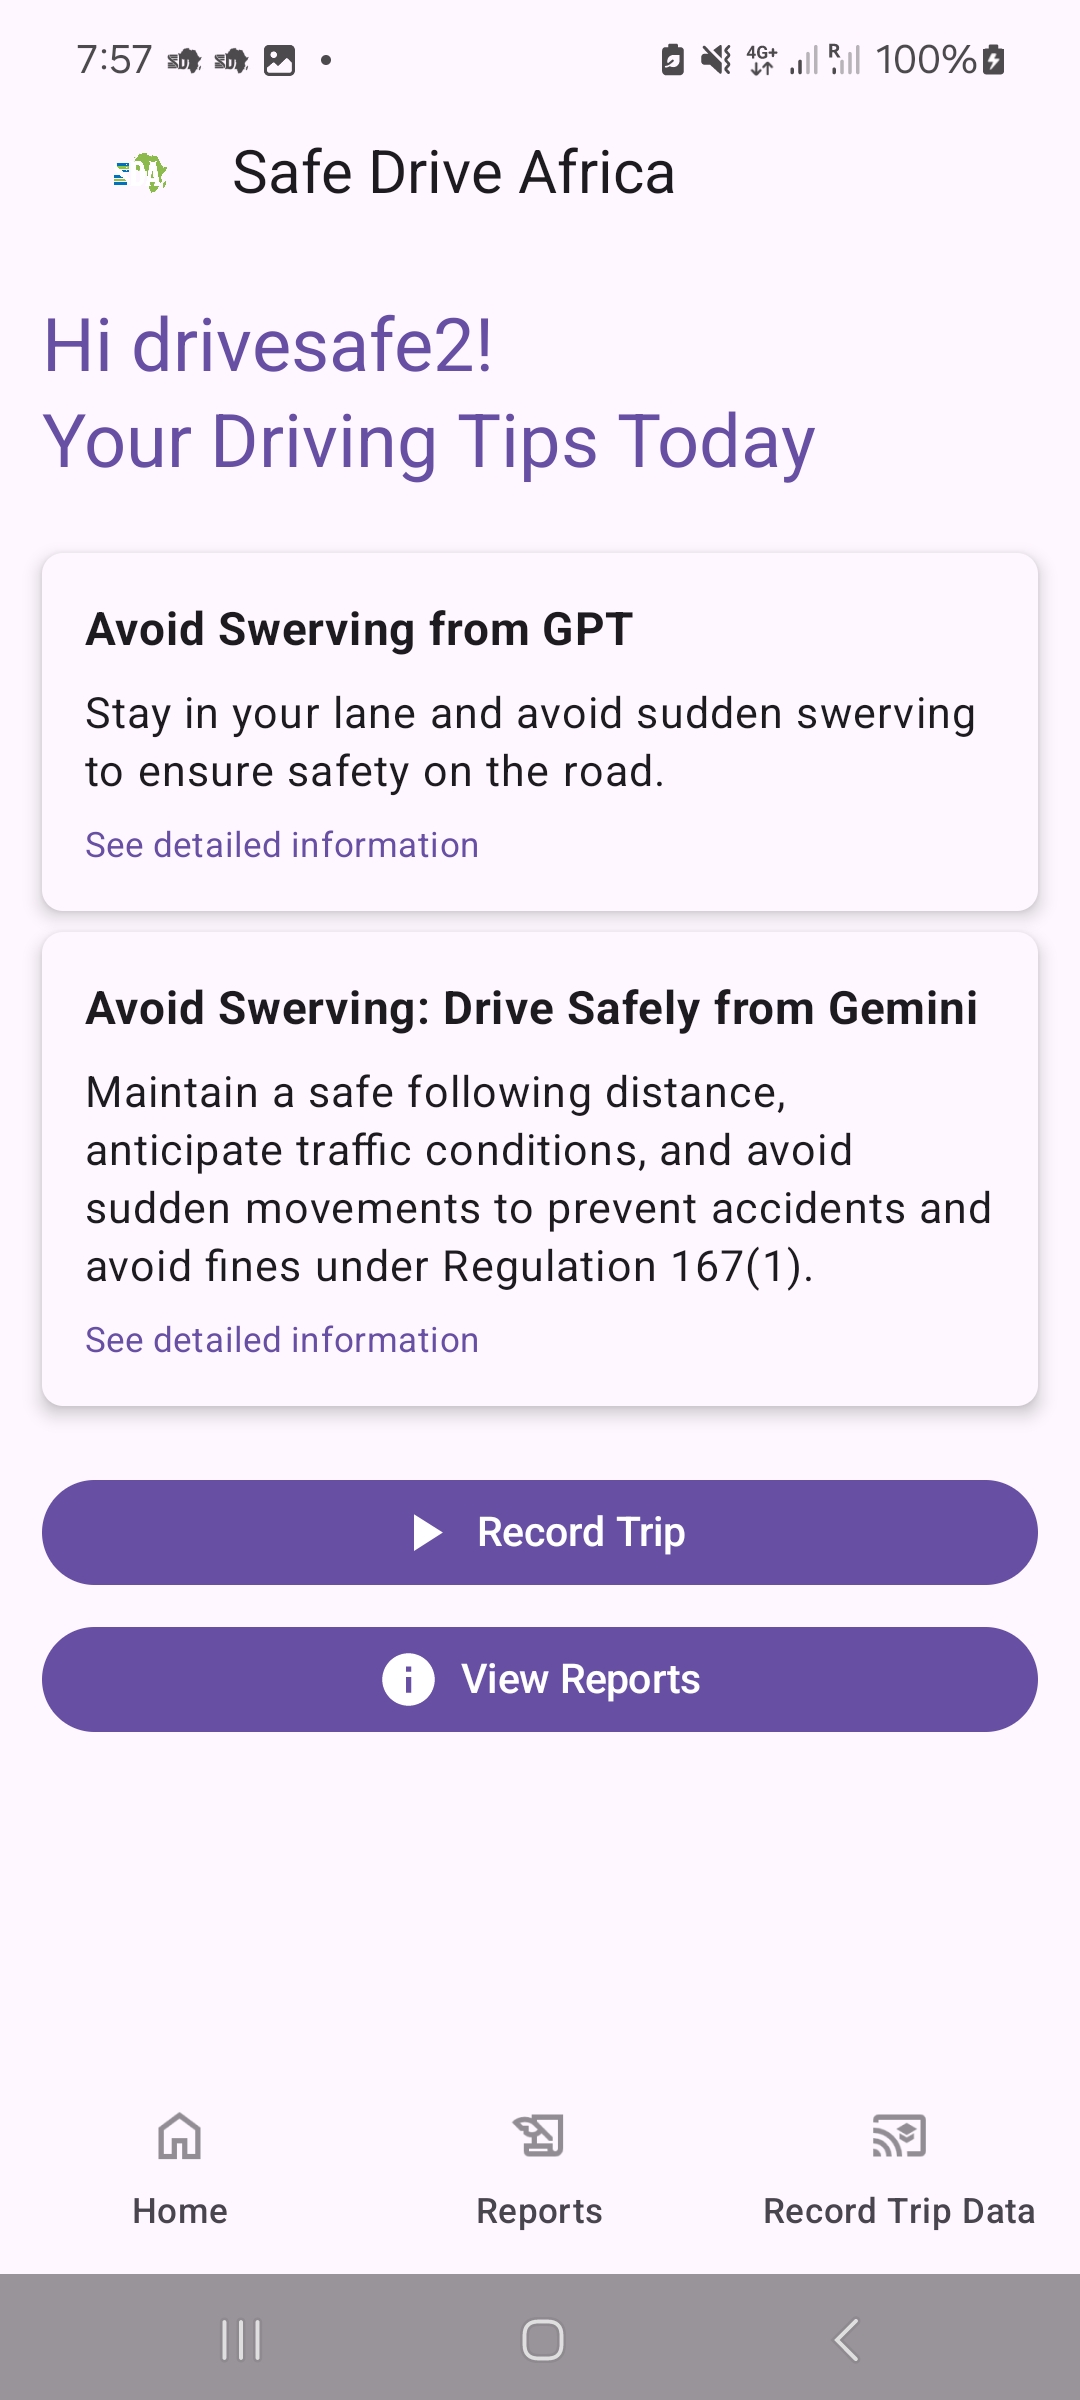 7:57
4G+
R
100%
Safe Drive Africa
Hi drivesafe2!
Your Driving Tips Today
Avoid Swerving from GPT
Stay in your lane and avoid sudden swerving
to ensure safety on the road.
See detailed information
Avoid Swerving: Drive Safely from Gemini
Maintain a safe following distance,
anticipate traffic conditions, and avoid
sudden movements to prevent accidents and
avoid fines under Regulation 167(1).
See detailed information
Record Trip
View Reports
Home
Reports
Record Trip Data